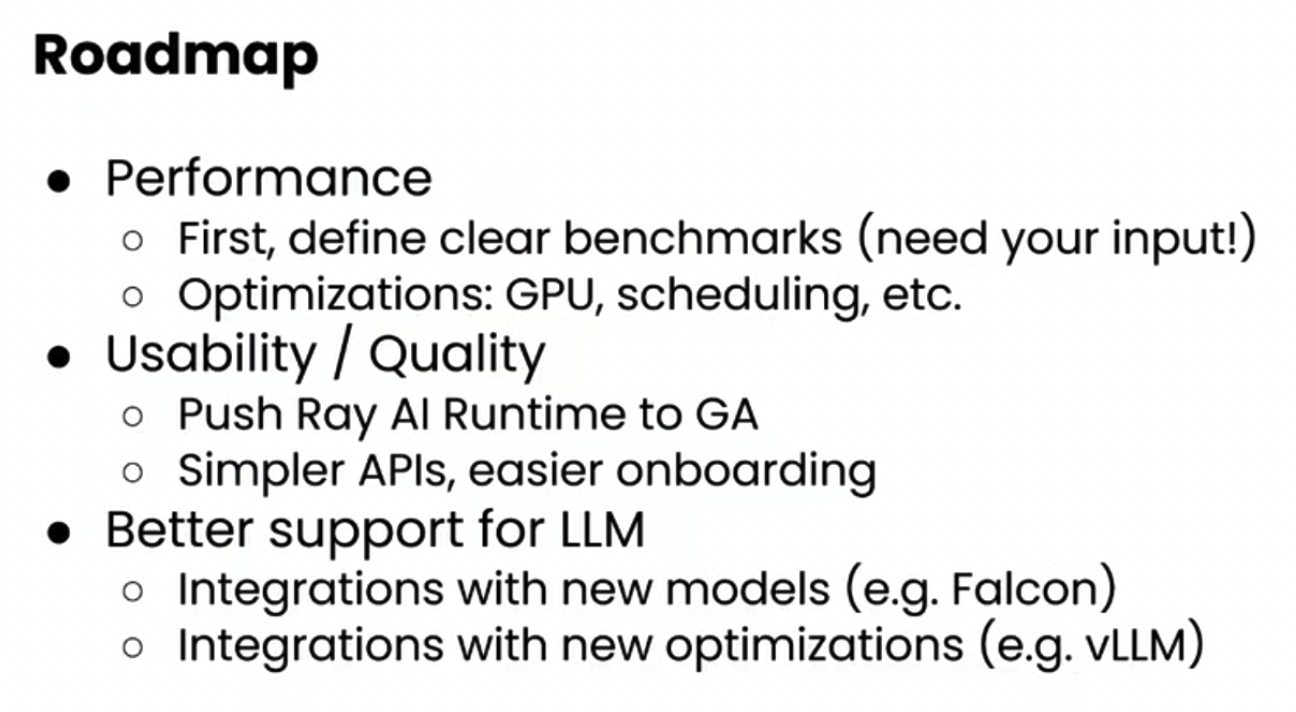 Roadmap
● Performance
○ First, define clear benchmarks (need your input!)
○ Optimizations: GPU, scheduling, etc.
● Usability / Quality
○ Push Ray AI Runtime to GA
○ Simpler APIs, easier onboarding
● Better support for LLM
○ Integrations with new models (e.g. Falcon)
○ Integrations with new optimizations (e.g. vLLM)